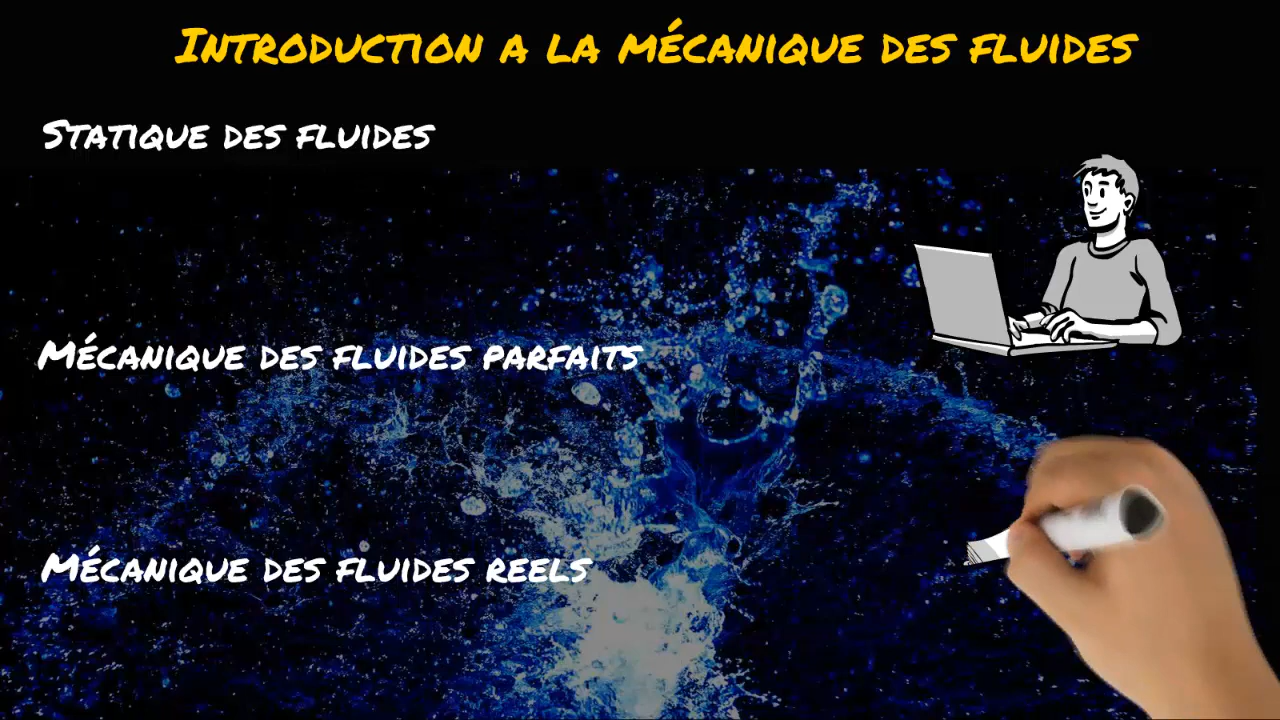 Introduction a la mécanique des fluides
Statique des fluides
Mécanique des fluides parfaits
Mécanique des fluides reels